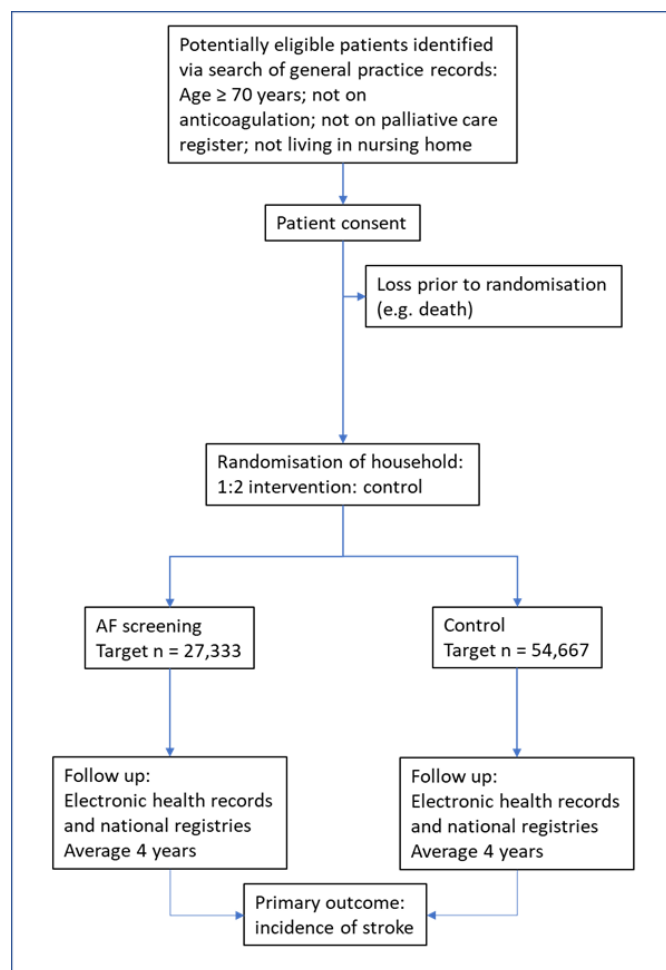 Potentially eligible patients identified
via search of general practice records:
Age ≥ 70 years; not on
anticoagulation; not on palliative care
register; not living in nursing home
Patient consent
Loss prior to randomisation
(e.g. death)
Randomisation of household:
1:2 intervention: control
AF screening
Target n = 27,333
Control
Target n = 54,667
Follow up:
Electronic health records
and national registries
Average 4 years
Follow up:
Electronic health records
and national registries
Average 4 years
Primary outcome:
incidence of stroke